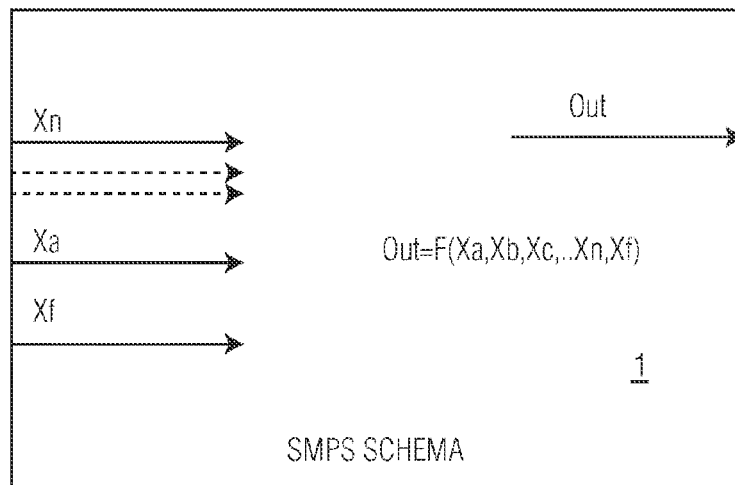 Xn
Out
Xa
Out=F(Xa,Xb,Xc,..Xn,Xf)
Xf
1
SMPS SCHEMA